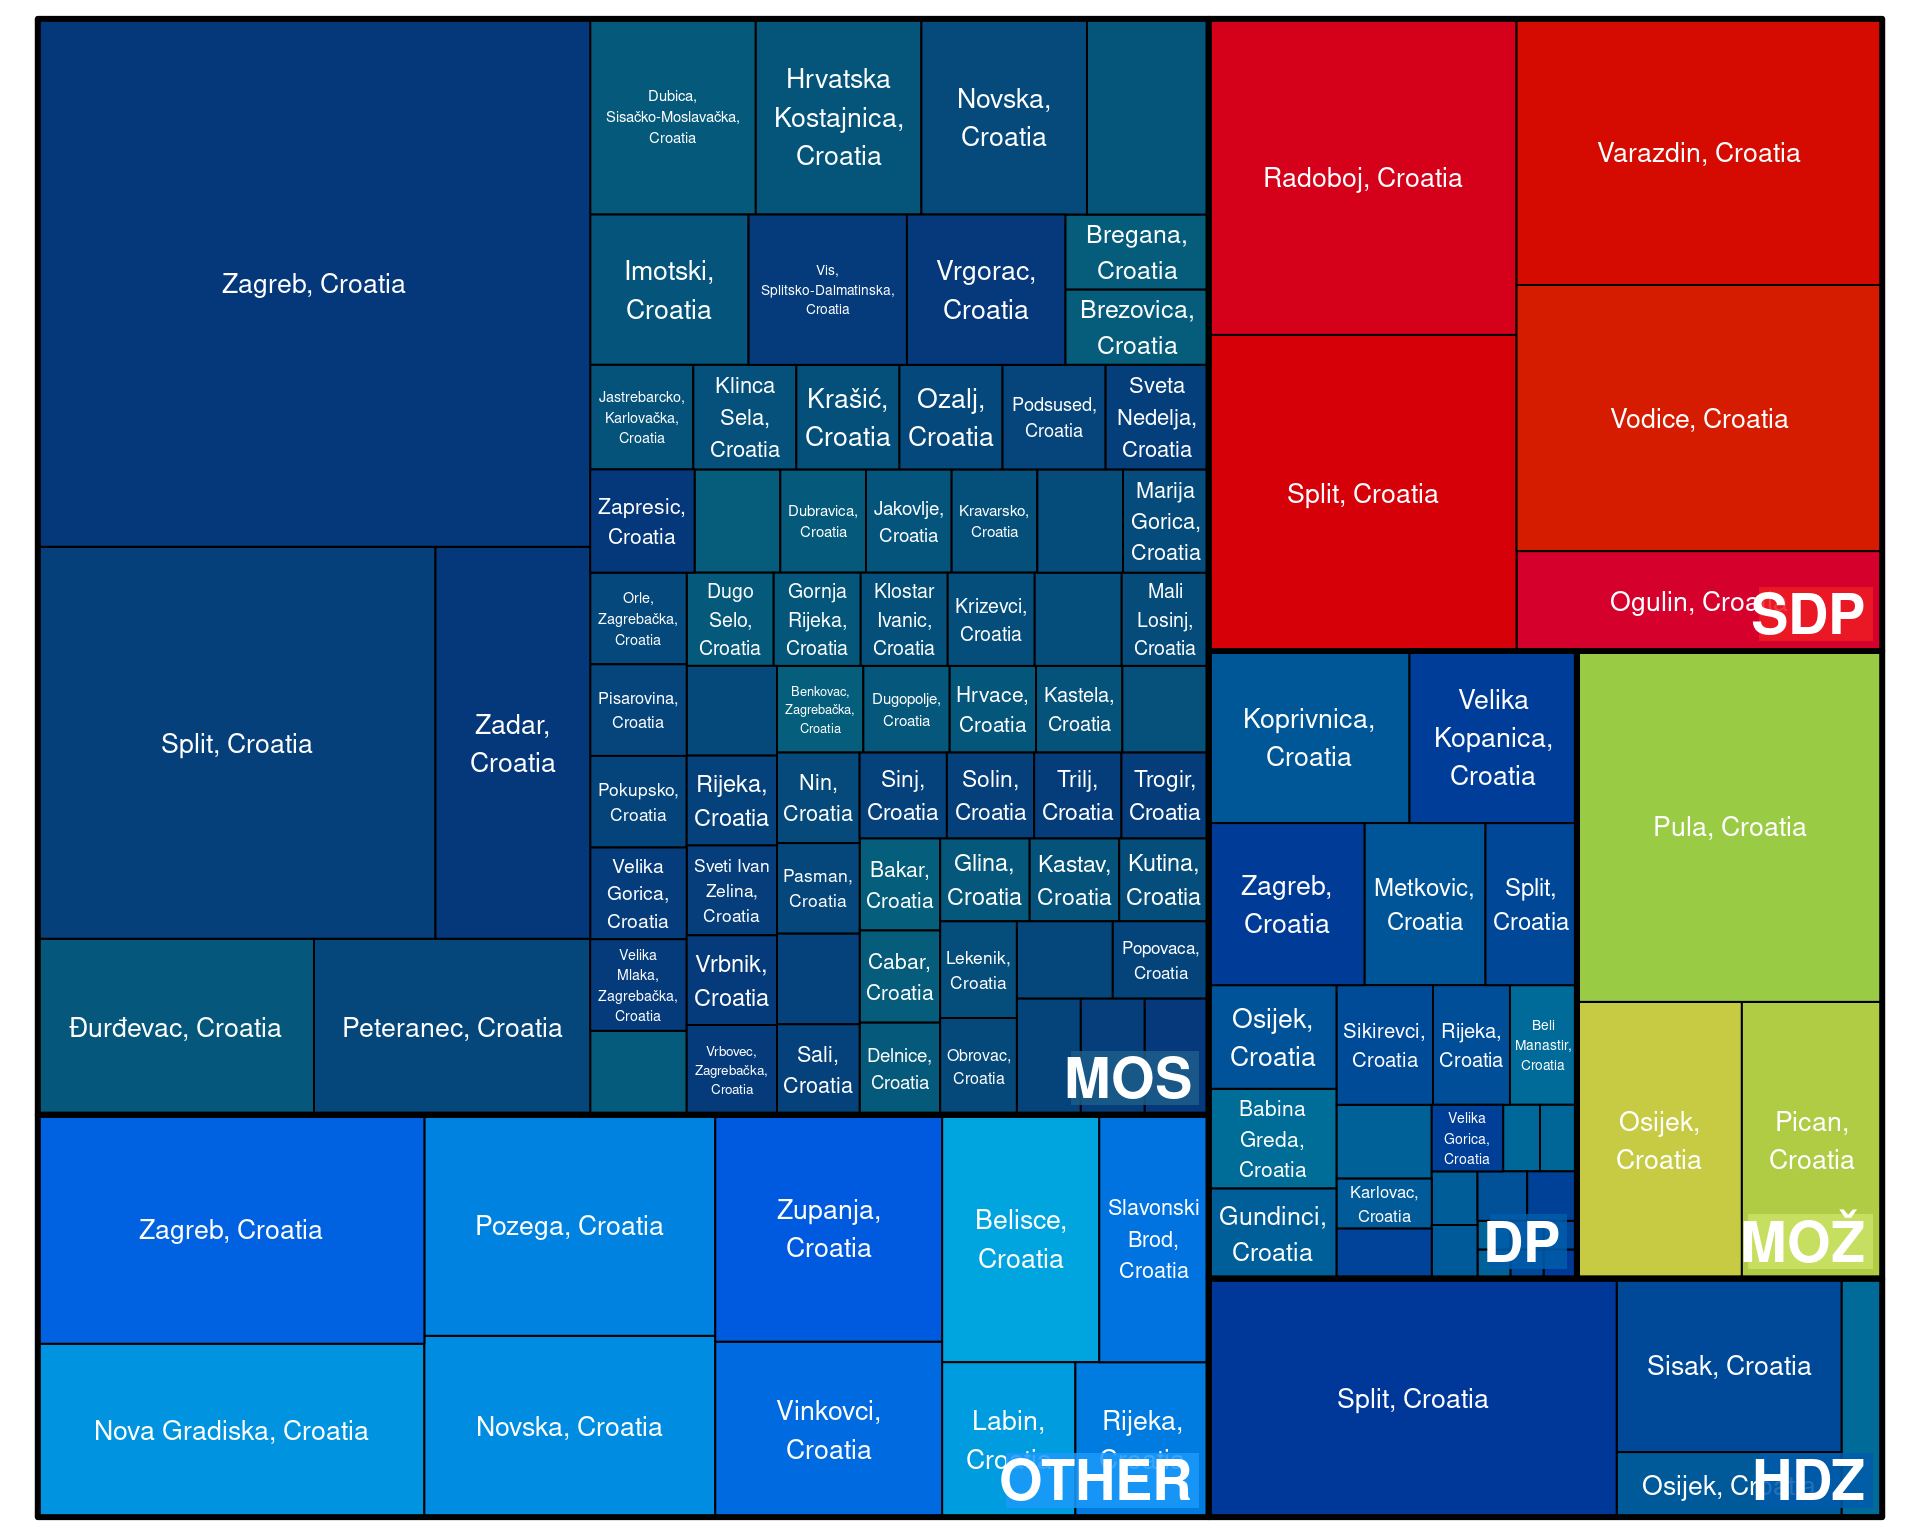 Zagreb, Croatia
Split, Croatia
Zadar,
Croatia
Đurđevac, Croatia
Peteranec, Croatia
Dubica,
Sisačko-Moslavačka,
Croatia
Hrvatska
Kostajnica,
Croatia
Novska,
Croatia
Imotski,
Croatia
Vis,
Splitsko-Dalmatinska,
Croatia
Vrgorac,
Croatia
Bregana,
Croatia
Brezovica,
Croatia
Jastrebarcko,
Karlovačka,
Croatia
Klinca
Sela,
Croatia
Krašić,
Croatia
Ozalj,
Croatia
Podsused,
Croatia
Sveta
Nedelja,
Croatia
Zapresic,
Croatia
Dubravica,
Croatia
Jakovlje,
Croatia
Kravarsko,
Croatia
Marija
Gorica,
Croatia
Orle,
Zagrebačka,
Croatia
Dugo
Selo,
Croatia
Gornja
Rijeka,
Croatia
Klostar
Ivanic,
Croatia
Krizevci,
Croatia
Mali
Losinj,
Croatia
Pisarovina,
Croatia
Benkovac,
Zagrebačka,
Croatia
Dugopolje,
Croatia
Hrvace,
Croatia
Kastela,
Croatia
Pokupsko,
Croatia
Rijeka,
Croatia
Nin,
Croatia
Sinj,
Croatia
Solin,
Croatia
Trilj,
Croatia
Trogir,
Croatia
Velika
Gorica,
Croatia
Sveti Ivan
Zelina,
Croatia
Pasman,
Croatia
Bakar,
Croatia
Glina,
Croatia
Kastav,
Croatia
Kutina,
Croatia
Velika
Mlaka,
Zagrebačka,
Croatia
Vrbnik,
Croatia
Cabar,
Croatia
Lekenik,
Croatia
Popovaca,
Croatia
Vrbovec,
Zagrebačka,
Croatia
Sali,
Croatia
Delnice,
Croatia
Obrovac,
Croatia
MOS
Zagreb, Croatia
Nova Gradiska, Croatia
Pozega, Croatia
Novska, Croatia
Zupanja,
Croatia
Vinkovci,
Croatia
Belisce,
Croatia
Slavonski
Brod,
Croatia
Labin,
Croatia
Rijeka,
Croatia
OTHER
Radoboj, Croatia
Split, Croatia
Varazdin, Croatia
Vodice, Croatia
Ogulin, Croatia
SDP
Koprivnica,
Croatia
Velika
Kopanica,
Croatia
Zagreb,
Croatia
Metkovic,
Croatia
Split,
Croatia
Osijek,
Croatia
Sikirevci,
Croatia
Rijeka,
Croatia
Beli
Manastir,
Croatia
Babina
Greda,
Croatia
Velika
Gorica,
Croatia
Gundinci,
Croatia
Karlovac,
Croatia
DP
Pula, Croatia
Osijek,
Croatia
Pican,
Croatia
MOŽ
Split, Croatia
Sisak, Croatia
Osijek, Croatia
HDZ